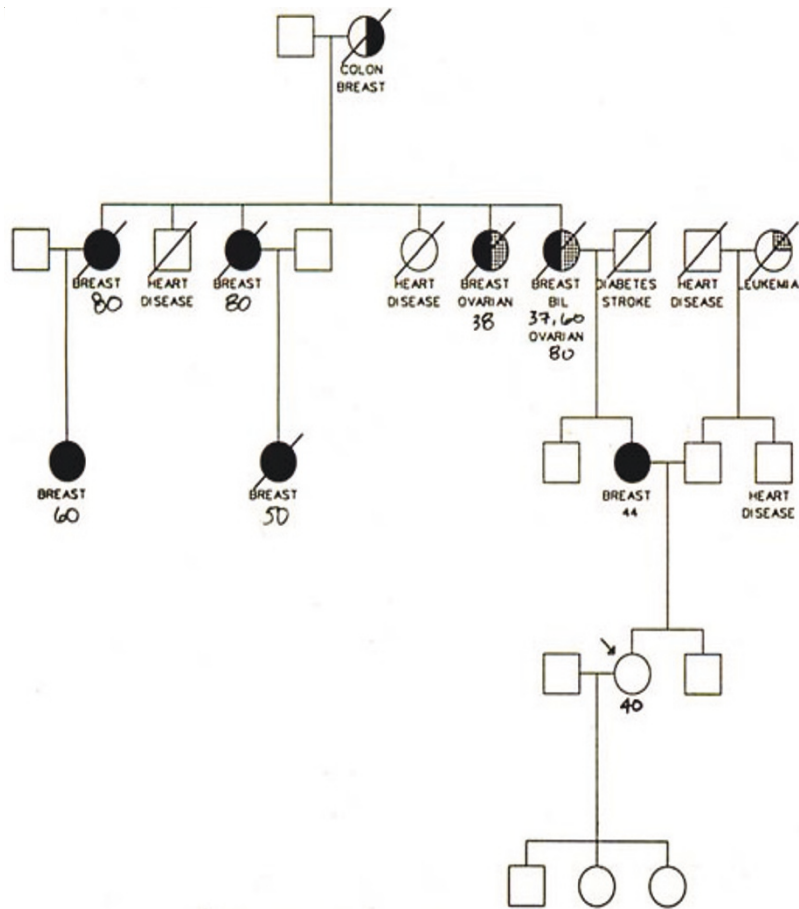 COLON
BREAST
BREAST
80
HEART
DISEASE
BREAST
80
HEART
DISEASE
BREAST
OVARIAN
38
BREAST
BIL
37,60
OVARIAN
80
DIABETES
STROKE
HEART
DISEASE
LEUKEMIA
BREAST
60
BREAST
50
BREAST
44
HEART
DISEASE
40